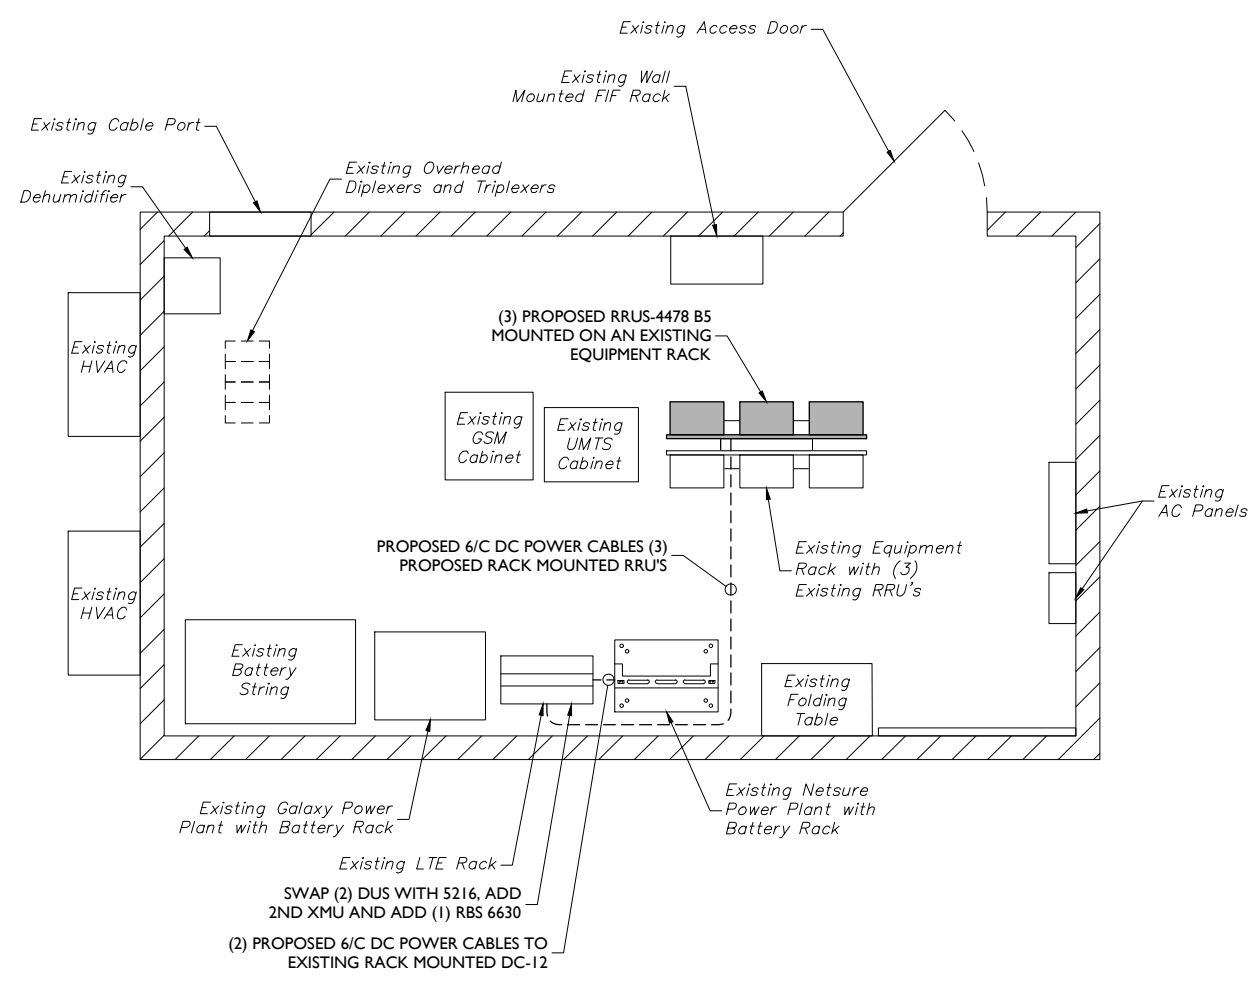 Existing Access Door
Existing Wall
Mounted FIF Rack
Existing Cable Port
Existing Overhead
Diplexers and Triplexers
Existing
Dehumidifier
(3) PROPOSED RRUS-4478 B5
MOUNTED ON AN EXISTING
EQUIPMENT RACK
Existing
HVAC
Existing
GSM
Cabinet
Existing
UMTS
Cabinet
Existing
AC Panels
PROPOSED 6/C DC POWER CABLES (3)
PROPOSED RACK MOUNTED RRU'S
Existing Equipment
Rack with (3)
Existing RRU's
Existing
HVAC
Existing
Battery
String
Existing
Folding
Table
Existing Netsure
Power Plant with
Battery Rack
Existing Galaxy Power
Plant with Battery Rack
Existing LTE Rack
SWAP (2) DUS WITH 5216, ADD
2ND XMU AND ADD (1) RBS 6630
(2) PROPOSED 6/C DC POWER CABLES TO
EXISTING RACK MOUNTED DC-12